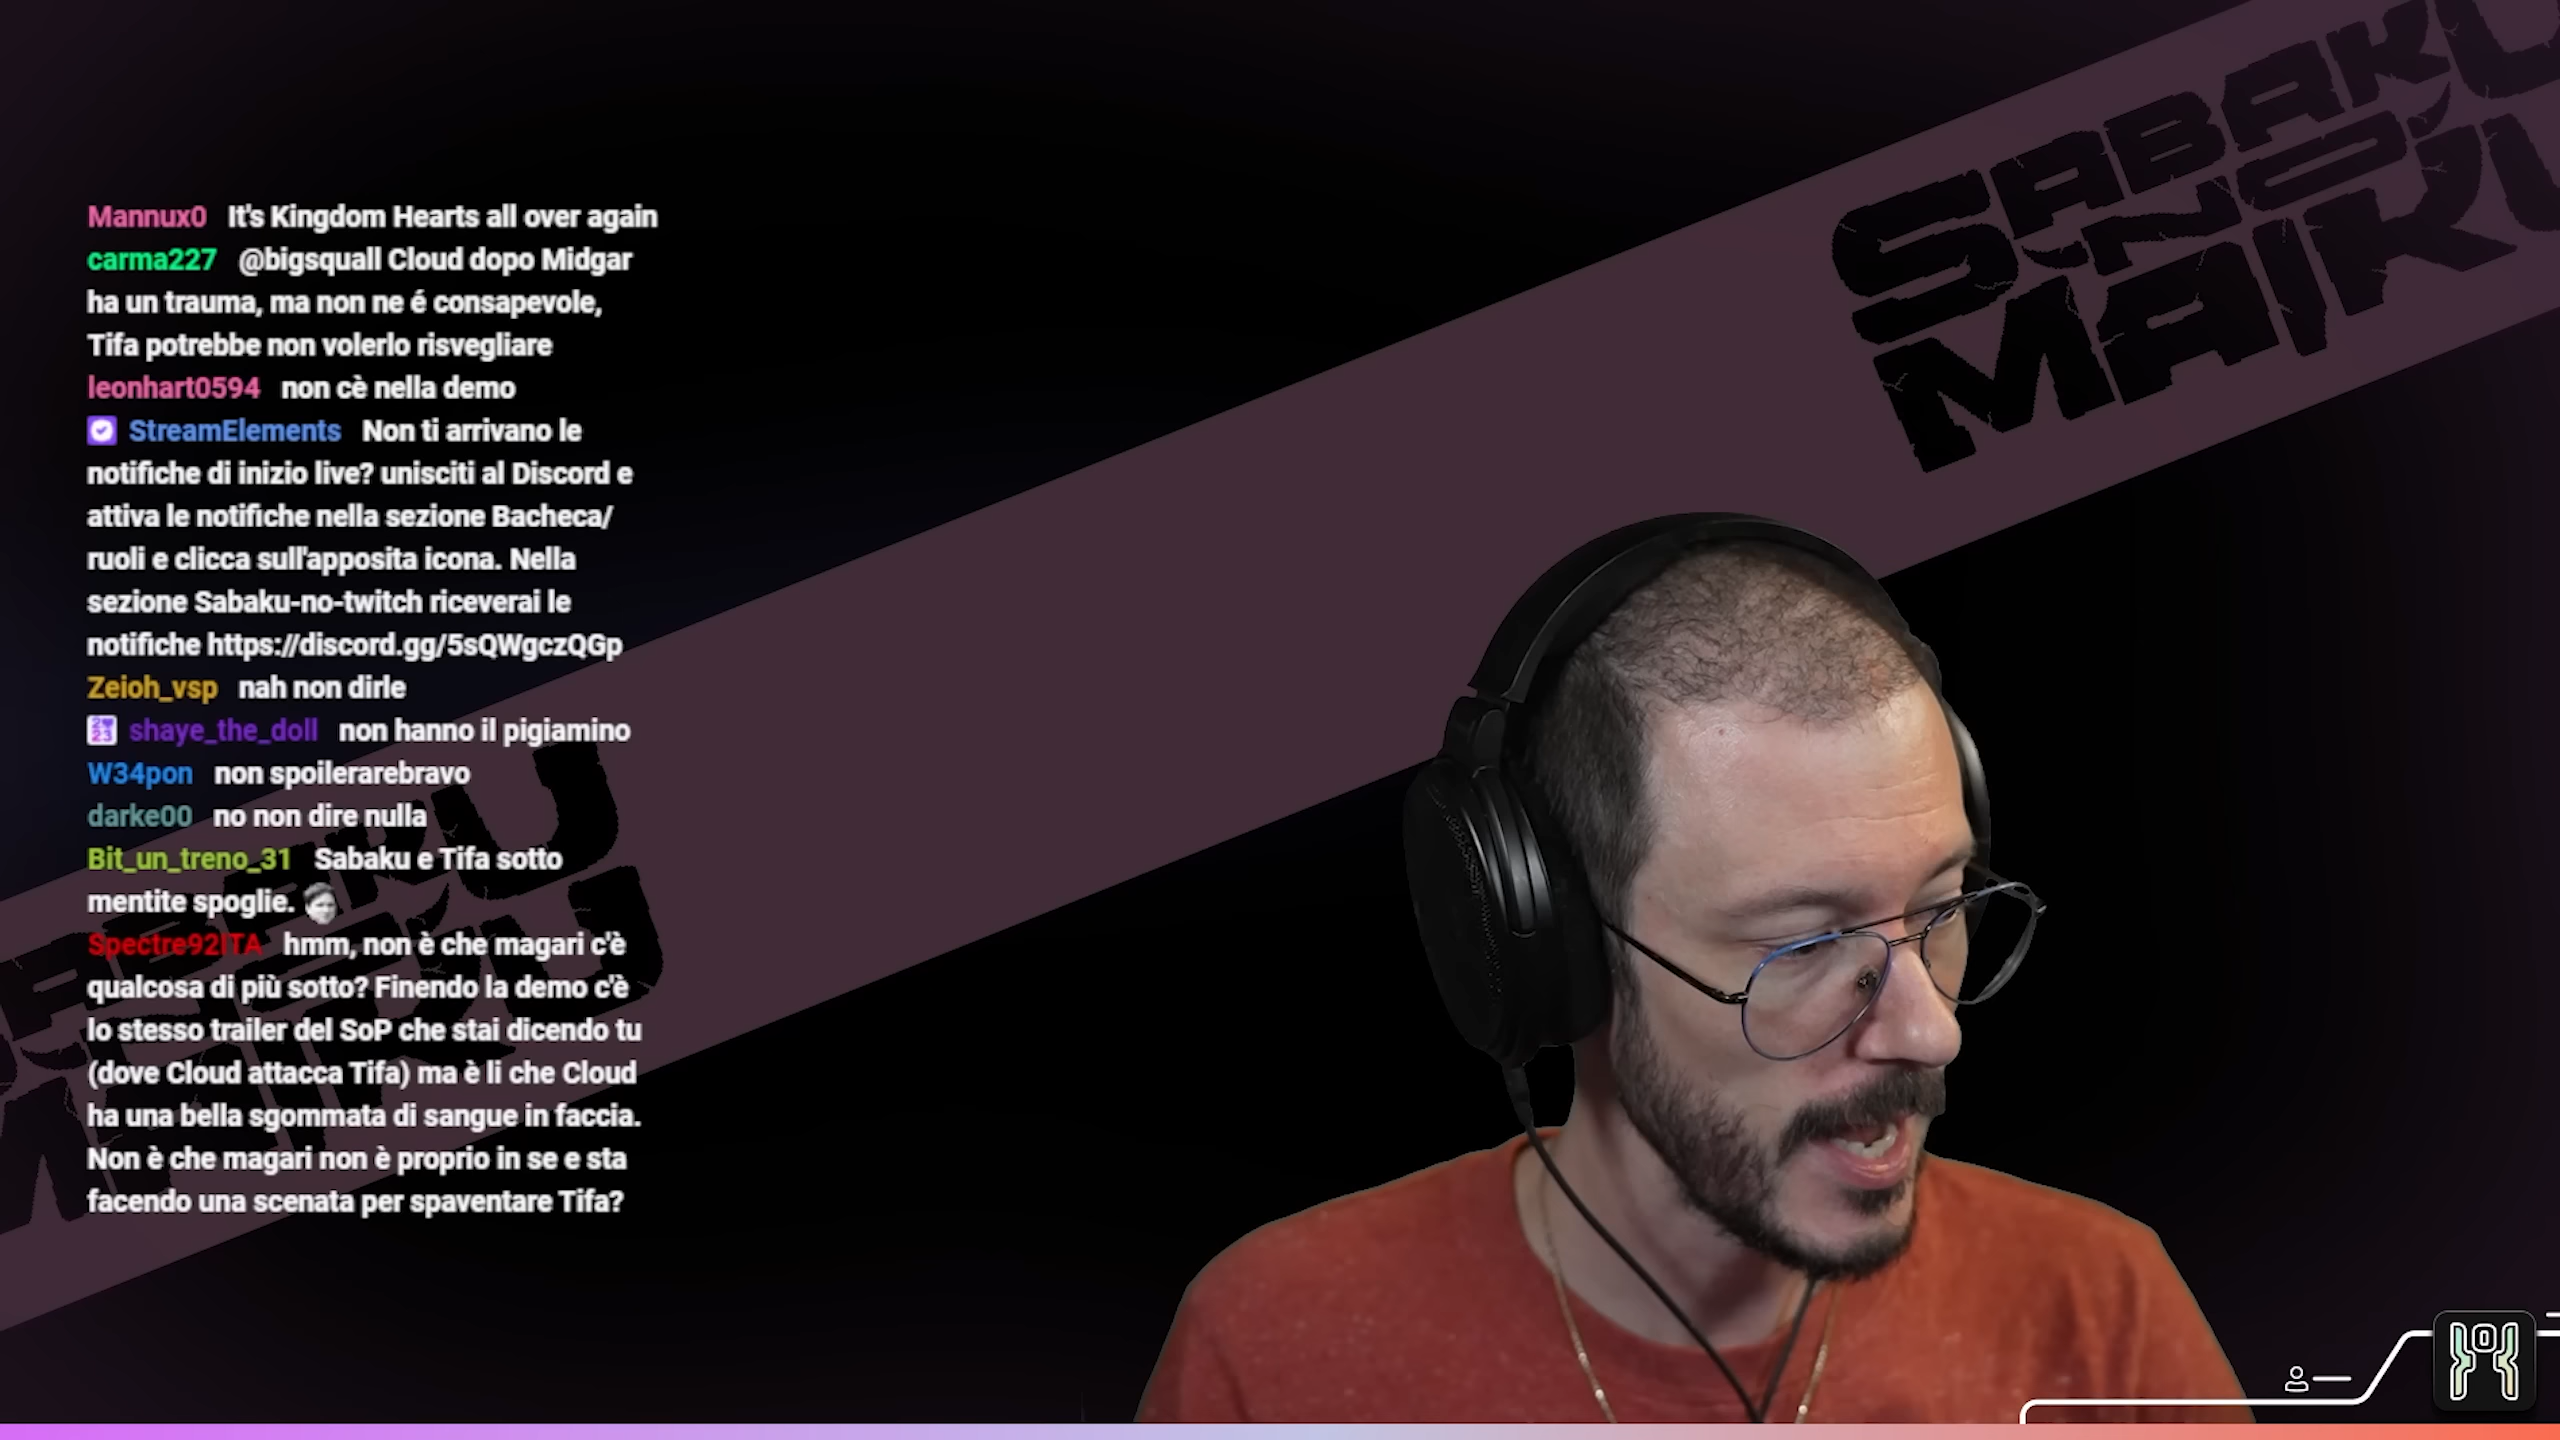 SABAKU
NO
MAIKU
Mannux0 It's Kingdom Hearts all over again
carma227 @bigsquall Cloud dopo Midgar
ha un trauma, ma non ne é consapevole,
Tifa potrebbe non volerlo risvegliare
leonhart0594 non cè nella demo
StreamElements Non ti arrivano le
notifiche di inizio live? unisciti al Discord e
attiva le notifiche nella sezione Bacheca/
ruoli e clicca sull'apposita icona. Nella
sezione Sabaku-no-twitch riceverai le
notifiche https://discord.gg/5sQWgczQGp
Zeioh_vsp nah non dirle
shaye_the_doll non hanno il pigiamino
W34pon non spoilerarebravo
darke00 no non dire nulla
Bit_un_treno_31 Sabaku e Tifa sotto
mentite spoglie.
Spectre92ITA hmm, non è che magari c'è
qualcosa di più sotto? Finendo la demo c'è
lo stesso trailer del SoP che stai dicendo tu
(dove Cloud attacca Tifa) ma è li che Cloud
ha una bella sgommata di sangue in faccia.
Non è che magari non è proprio in se e sta
facendo una scenata per spaventare Tifa?